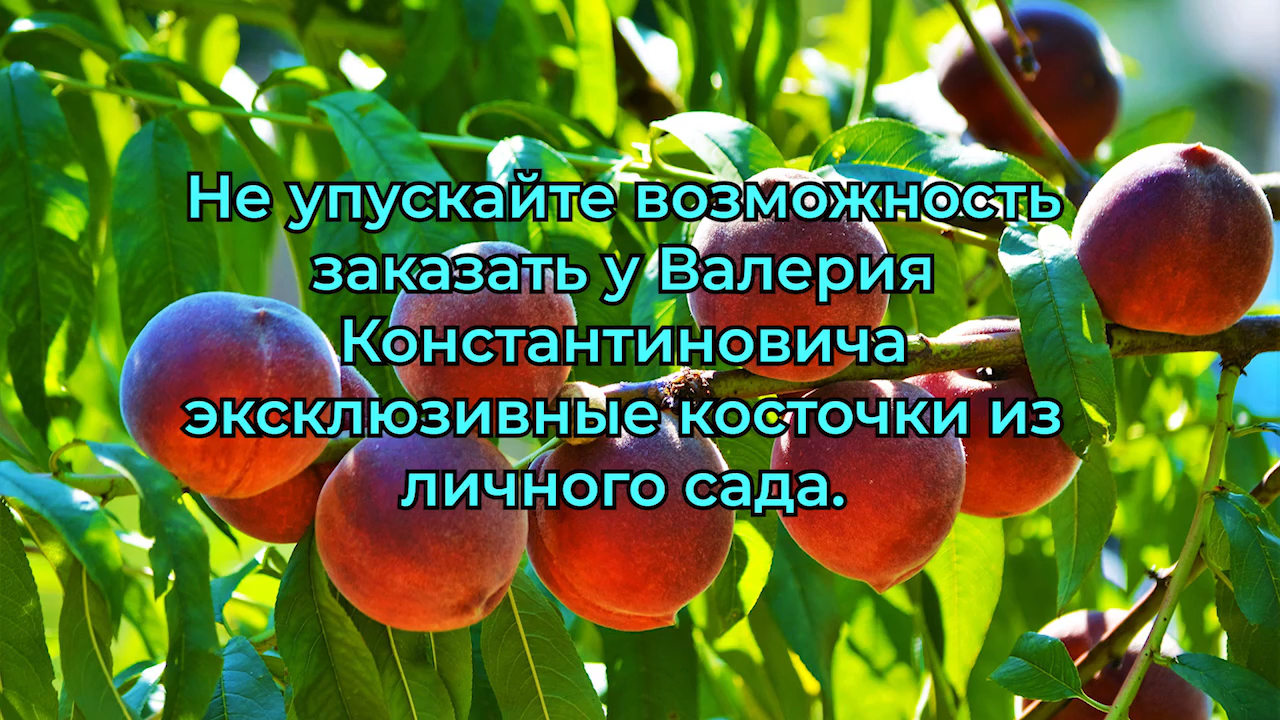 Не упускайте возможность
заказать у Валерия
Константиновича
эксклюзивные косточки из
личного сада.